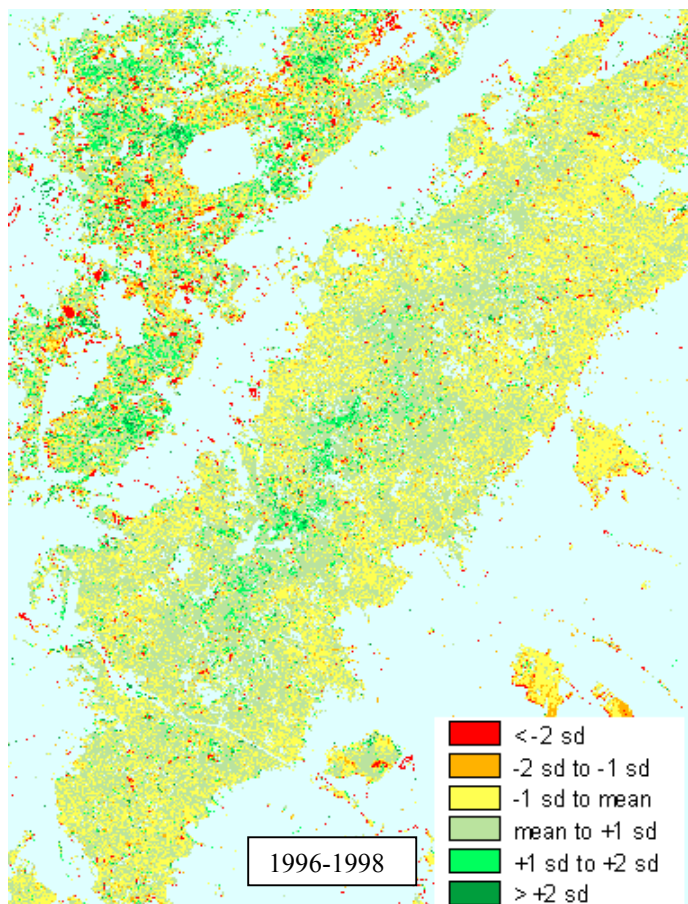 < -2 sd
-2 sd to -1 sd
-1 sd to mean
mean to +1 sd
+1 sd to +2 sd
> +2 sd
1996-1998